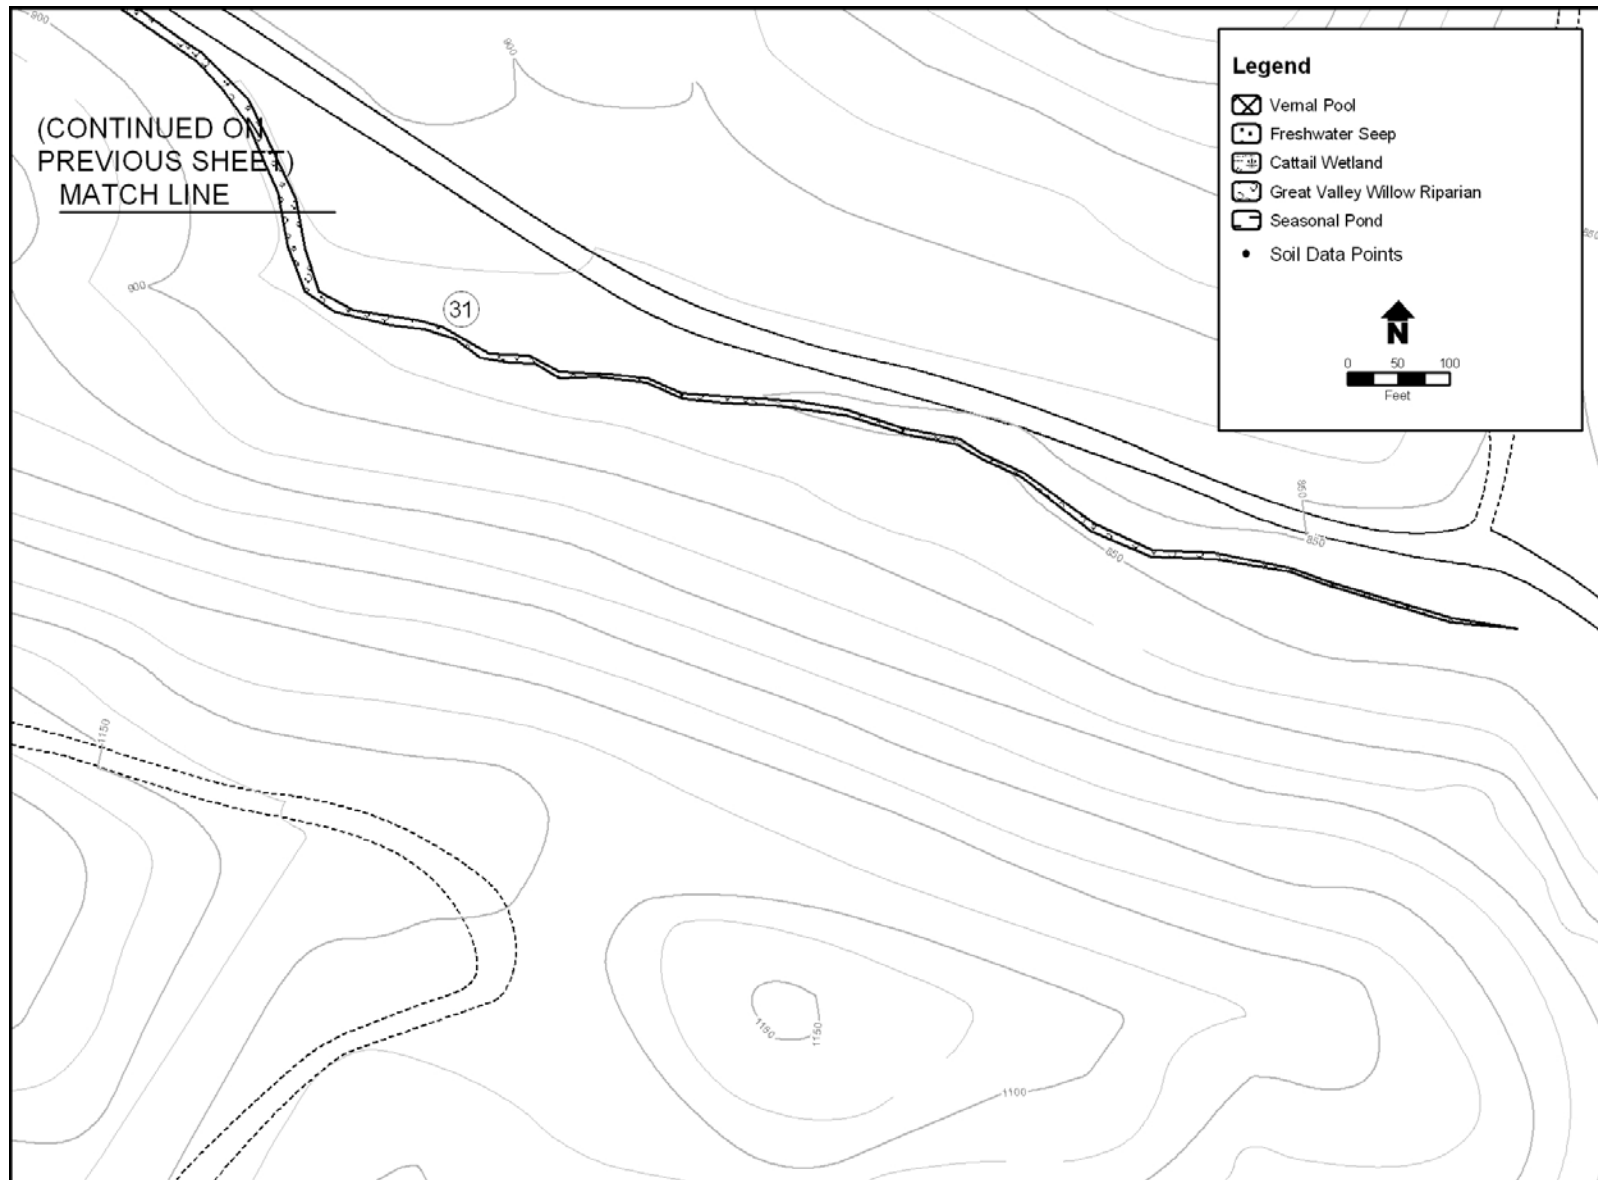 900
900
(CONTINUED ON
PREVIOUS SHEET)
MATCH LINE
900
31
Legend
Vernal Pool
Freshwater Seep
Cattail Wetland
Great Valley Willow Riparian
Seasonal Pond
Soil Data Points
N
0 50 100
Feet
850
850
850
1150
1150
1150
1100